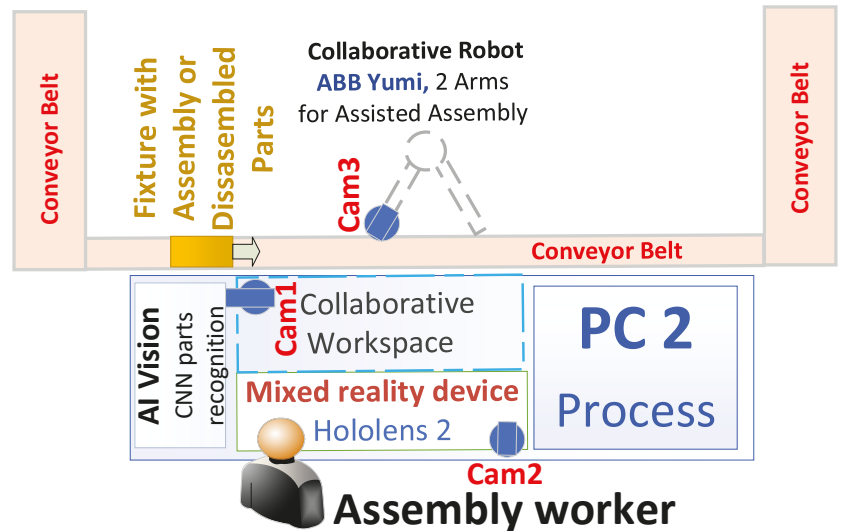 Conveyor Belt
Fixture with
Assembly or
Dissasembled
Parts
Collaborative Robot
ABB Yumi, 2 Arms
for Assisted Assembly
Cam3
Conveyor Belt
Conveyor Belt
AI Vision
CNN parts
recognition
Cam1
Collaborative
Workspace
Mixed reality device
Hololens 2
Cam2
PC 2
Process
Assembly worker